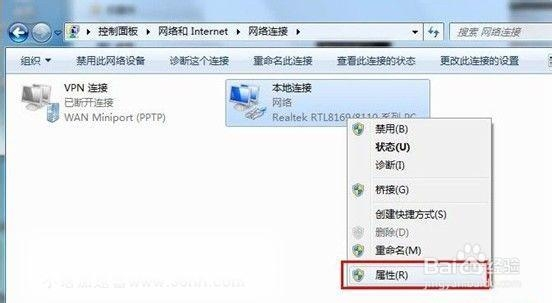 控制面板 ▸ 网络和 Internet ▸ 网络连接 ▸
搜索 网络连接
组织 禁用此网络设备 诊断这个连接 重命名此连接 查看此连接的状态 更改此连接的设置
VPN 连接
已断开连接
WAN Miniport (PPTP)
本地连接
网络
Realtek RTL8169/8110 系列 PC
禁用(B)
状态(U)
诊断(I)
桥接(G)
创建快捷方式(S)
删除(D)
重命名(M)
属性(R)
Baidu 经验
jingyan.baidu.com